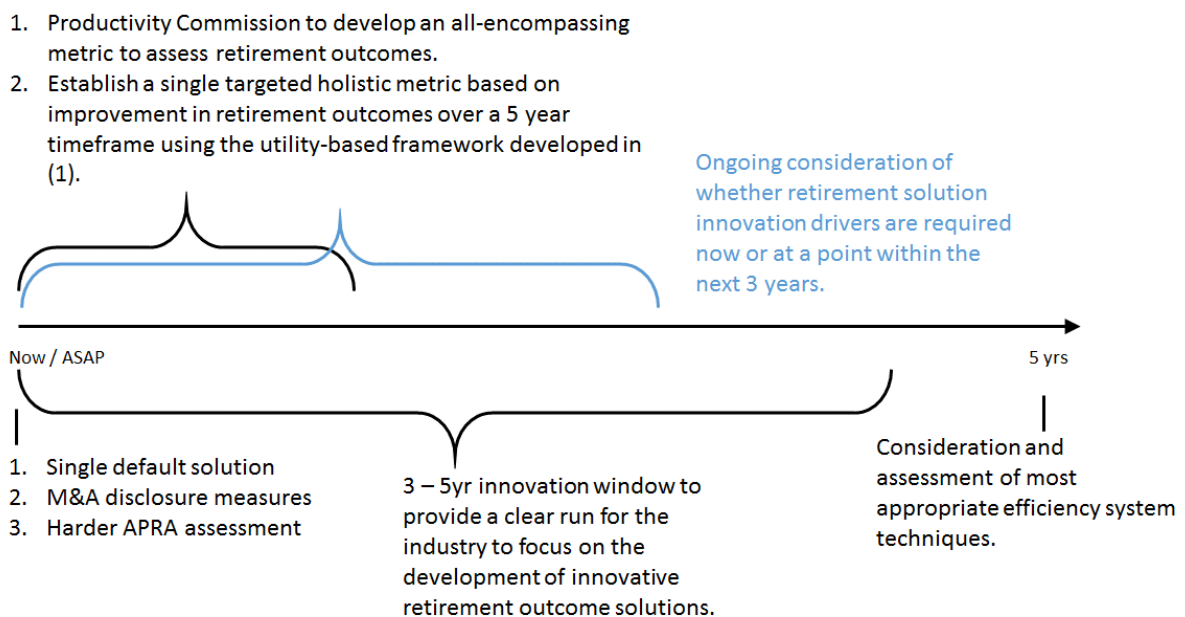 1. Productivity Commission to develop an all-encompassing
metric to assess retirement outcomes.
2. Establish a single targeted holistic metric based on
improvement in retirement outcomes over a 5 year
timeframe using the utility-based framework developed in
(1).
Ongoing consideration of
whether retirement solution
innovation drivers are required
now or at a point within the
next 3 years.
Now / ASAP
5 yrs
1. Single default solution
2. M&A disclosure measures
3. Harder APRA assessment
3 – 5yr innovation window to
provide a clear run for the
industry to focus on the
development of innovative
retirement outcome solutions.
Consideration and
assessment of most
appropriate efficiency system
techniques.